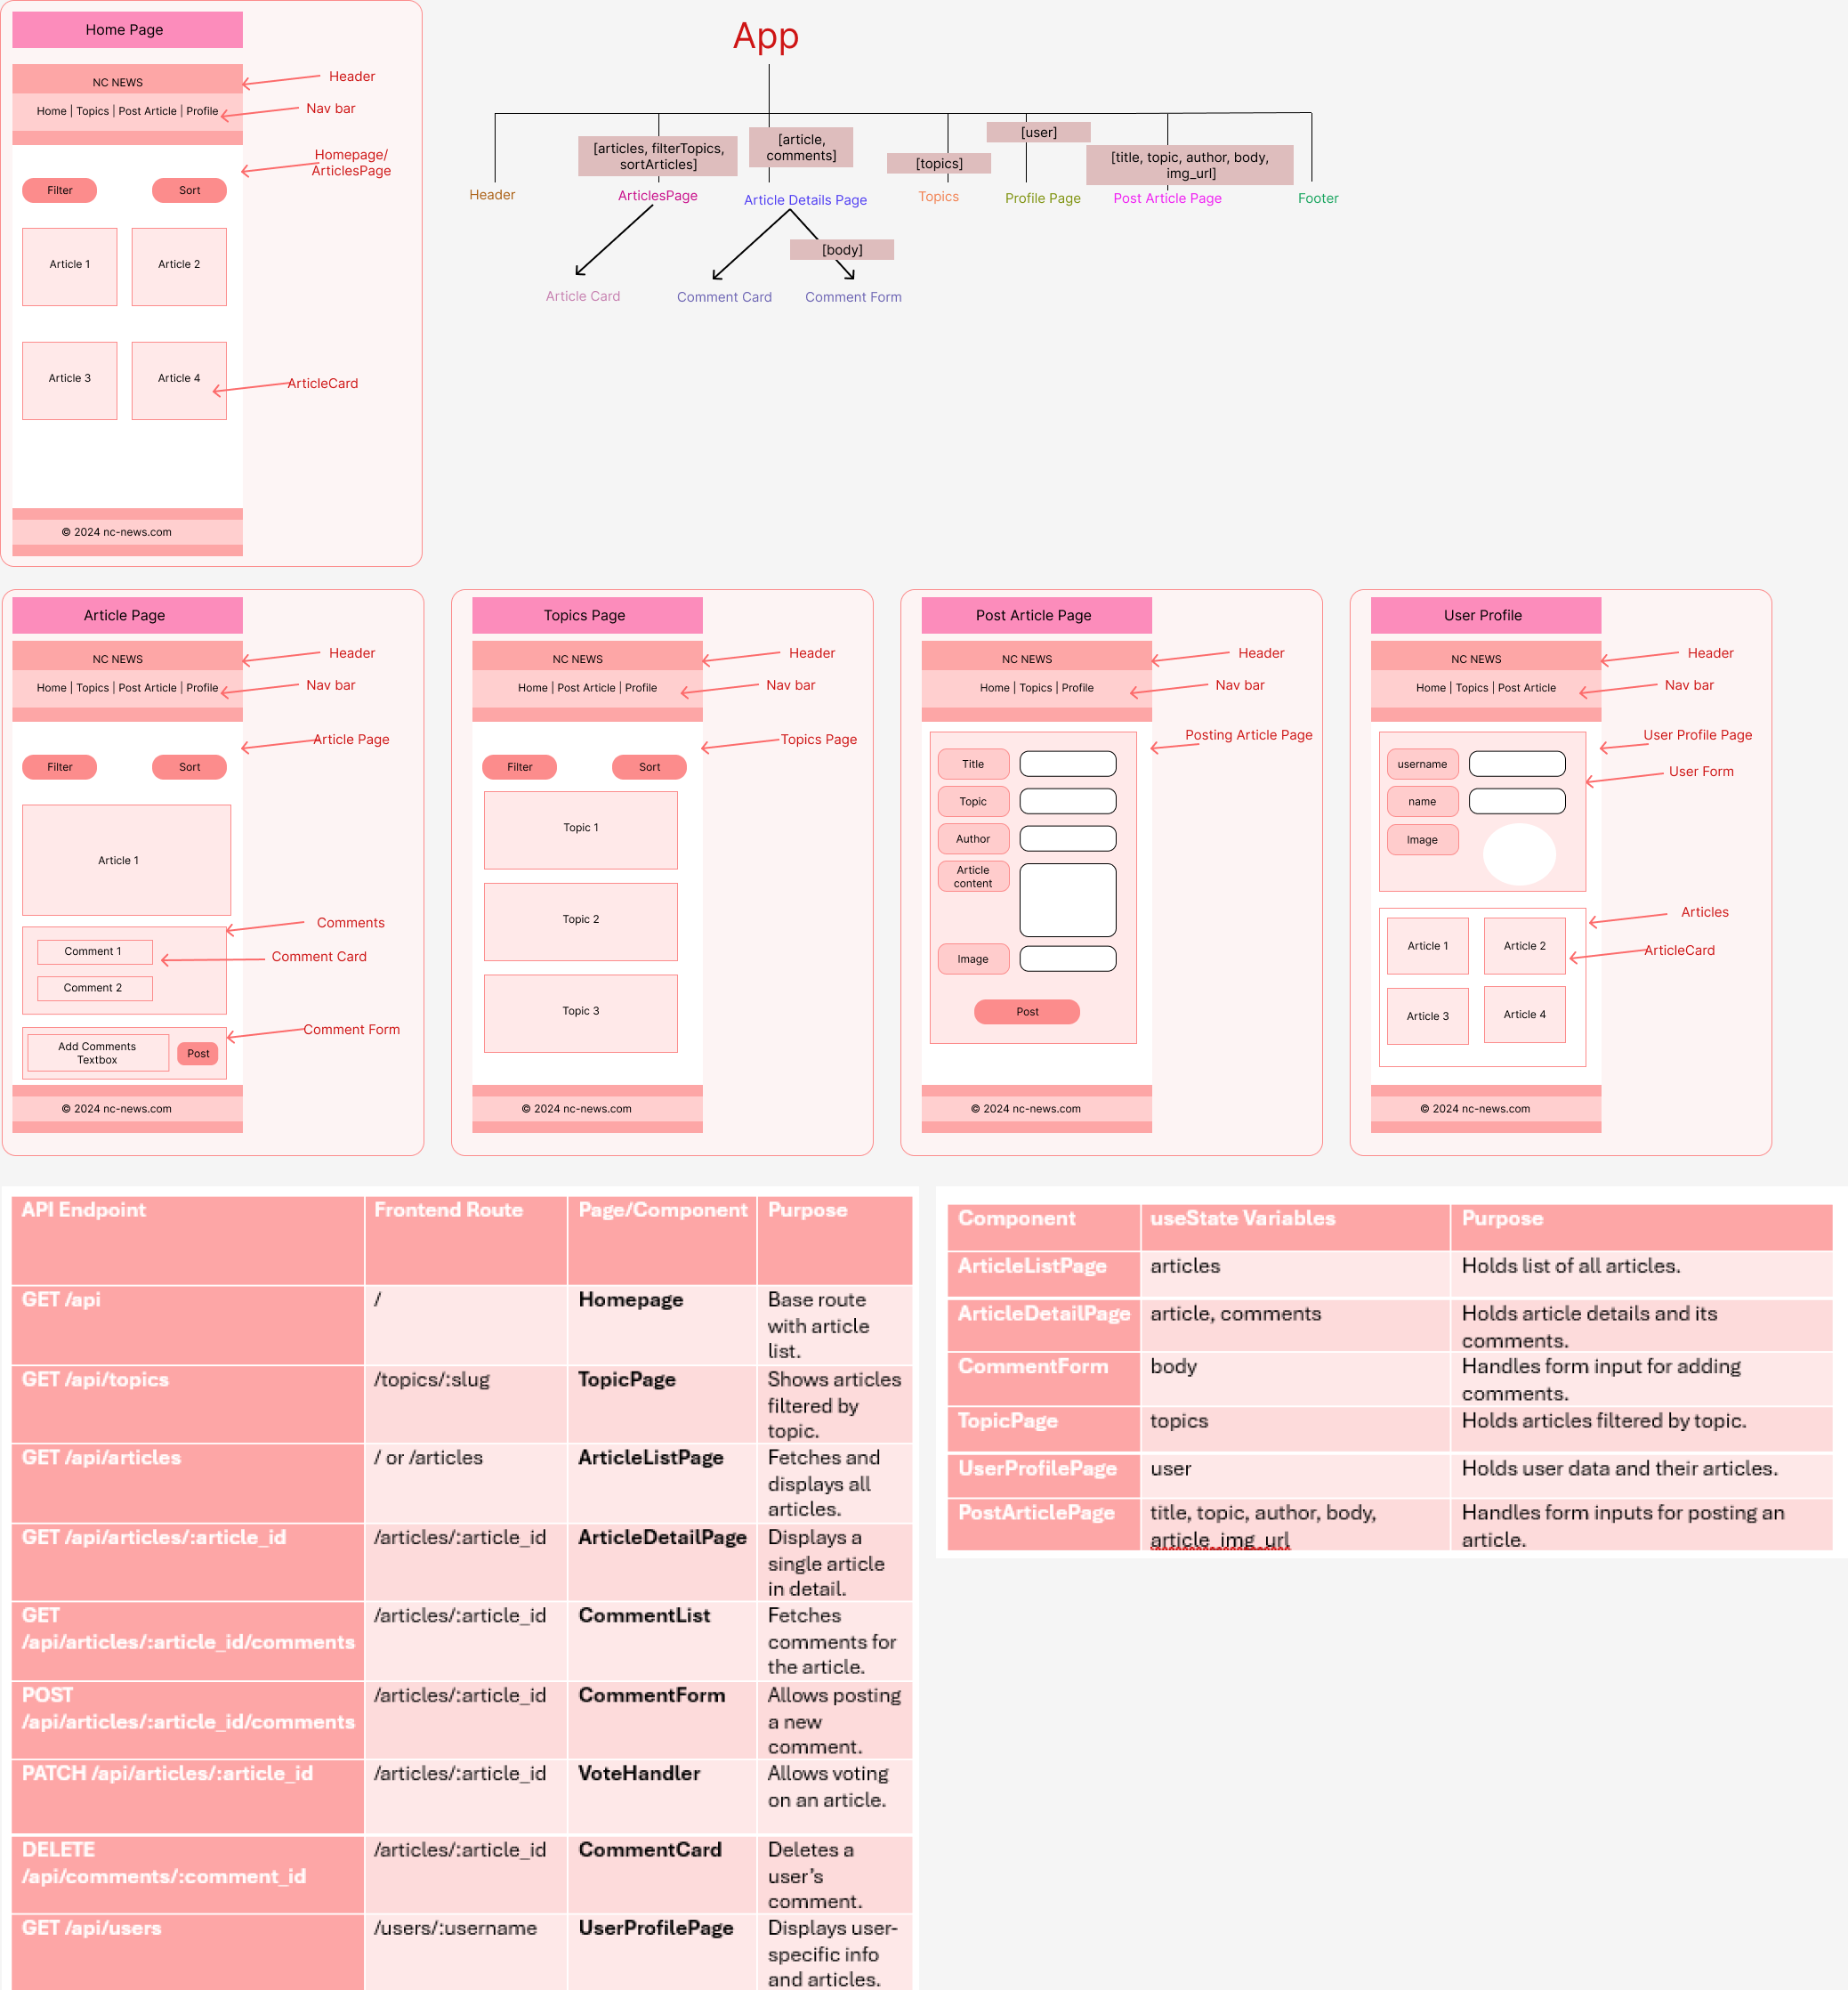 Home Page
NC NEWS
Header
Home | Topics | Post Article | Profile
Nav bar
Homepage/
ArticlesPage
Filter
Sort
Article 1
Article 2
Article 3
Article 4
ArticleCard
© 2024 nc-news.com
App
[articles, filterTopics,
sortArticles]
[article,
comments]
[topics]
[user]
[title, topic, author, body,
img_url]
Header
ArticlesPage
Article Details Page
Topics
Profile Page
Post Article Page
Footer
[body]
Article Card
Comment Card
Comment Form
Article Page
NC NEWS
Header
Home | Topics | Post Article | Profile
Nav bar
Article Page
Filter
Sort
Article 1
Comments
Comment 1
Comment Card
Comment 2
Comment Form
Add Comments
Textbox
Post
© 2024 nc-news.com
Topics Page
NC NEWS
Header
Home | Post Article | Profile
Nav bar
Topics Page
Filter
Sort
Topic 1
Topic 2
Topic 3
© 2024 nc-news.com
Post Article Page
NC NEWS
Header
Home | Topics | Profile
Nav bar
Posting Article Page
Title
Topic
Author
Article
content
Image
Post
© 2024 nc-news.com
User Profile
NC NEWS
Header
Home | Topics | Post Article
Nav bar
User Profile Page
username
User Form
name
Image
Articles
Article 1
Article 2
ArticleCard
Article 3
Article 4
© 2024 nc-news.com
API Endpoint
Frontend Route
Page/Component
Purpose
GET /api
/
Homepage
Base route
with article
list.
GET /api/topics
/topics/:slug
TopicPage
Shows articles
filtered by
topic.
GET /api/articles
/ or /articles
ArticleListPage
Fetches and
displays all
articles.
GET /api/articles/:article_id
/articles/:article_id
ArticleDetailPage
Displays a
single article
in detail.
GET
/api/articles/:article_id/comments
/articles/:article_id
CommentList
Fetches
comments for
the article.
POST
/api/articles/:article_id/comments
/articles/:article_id
CommentForm
Allows posting
a new
comment.
PATCH /api/articles/:article_id
/articles/:article_id
VoteHandler
Allows voting
on an article.
DELETE
/api/comments/:comment_id
/articles/:article_id
CommentCard
Deletes a
user’s
comment.
GET /api/users
/users/:username
UserProfilePage
Displays user-
specific info
and articles.
Component
useState Variables
Purpose
ArticleListPage
articles
Holds list of all articles.
ArticleDetailPage
article, comments
Holds article details and its
comments.
CommentForm
body
Handles form input for adding
comments.
TopicPage
topics
Holds articles filtered by topic.
UserProfilePage
user
Holds user data and their articles.
PostArticlePage
title, topic, author, body,
article_img_url
Handles form inputs for posting an
article.